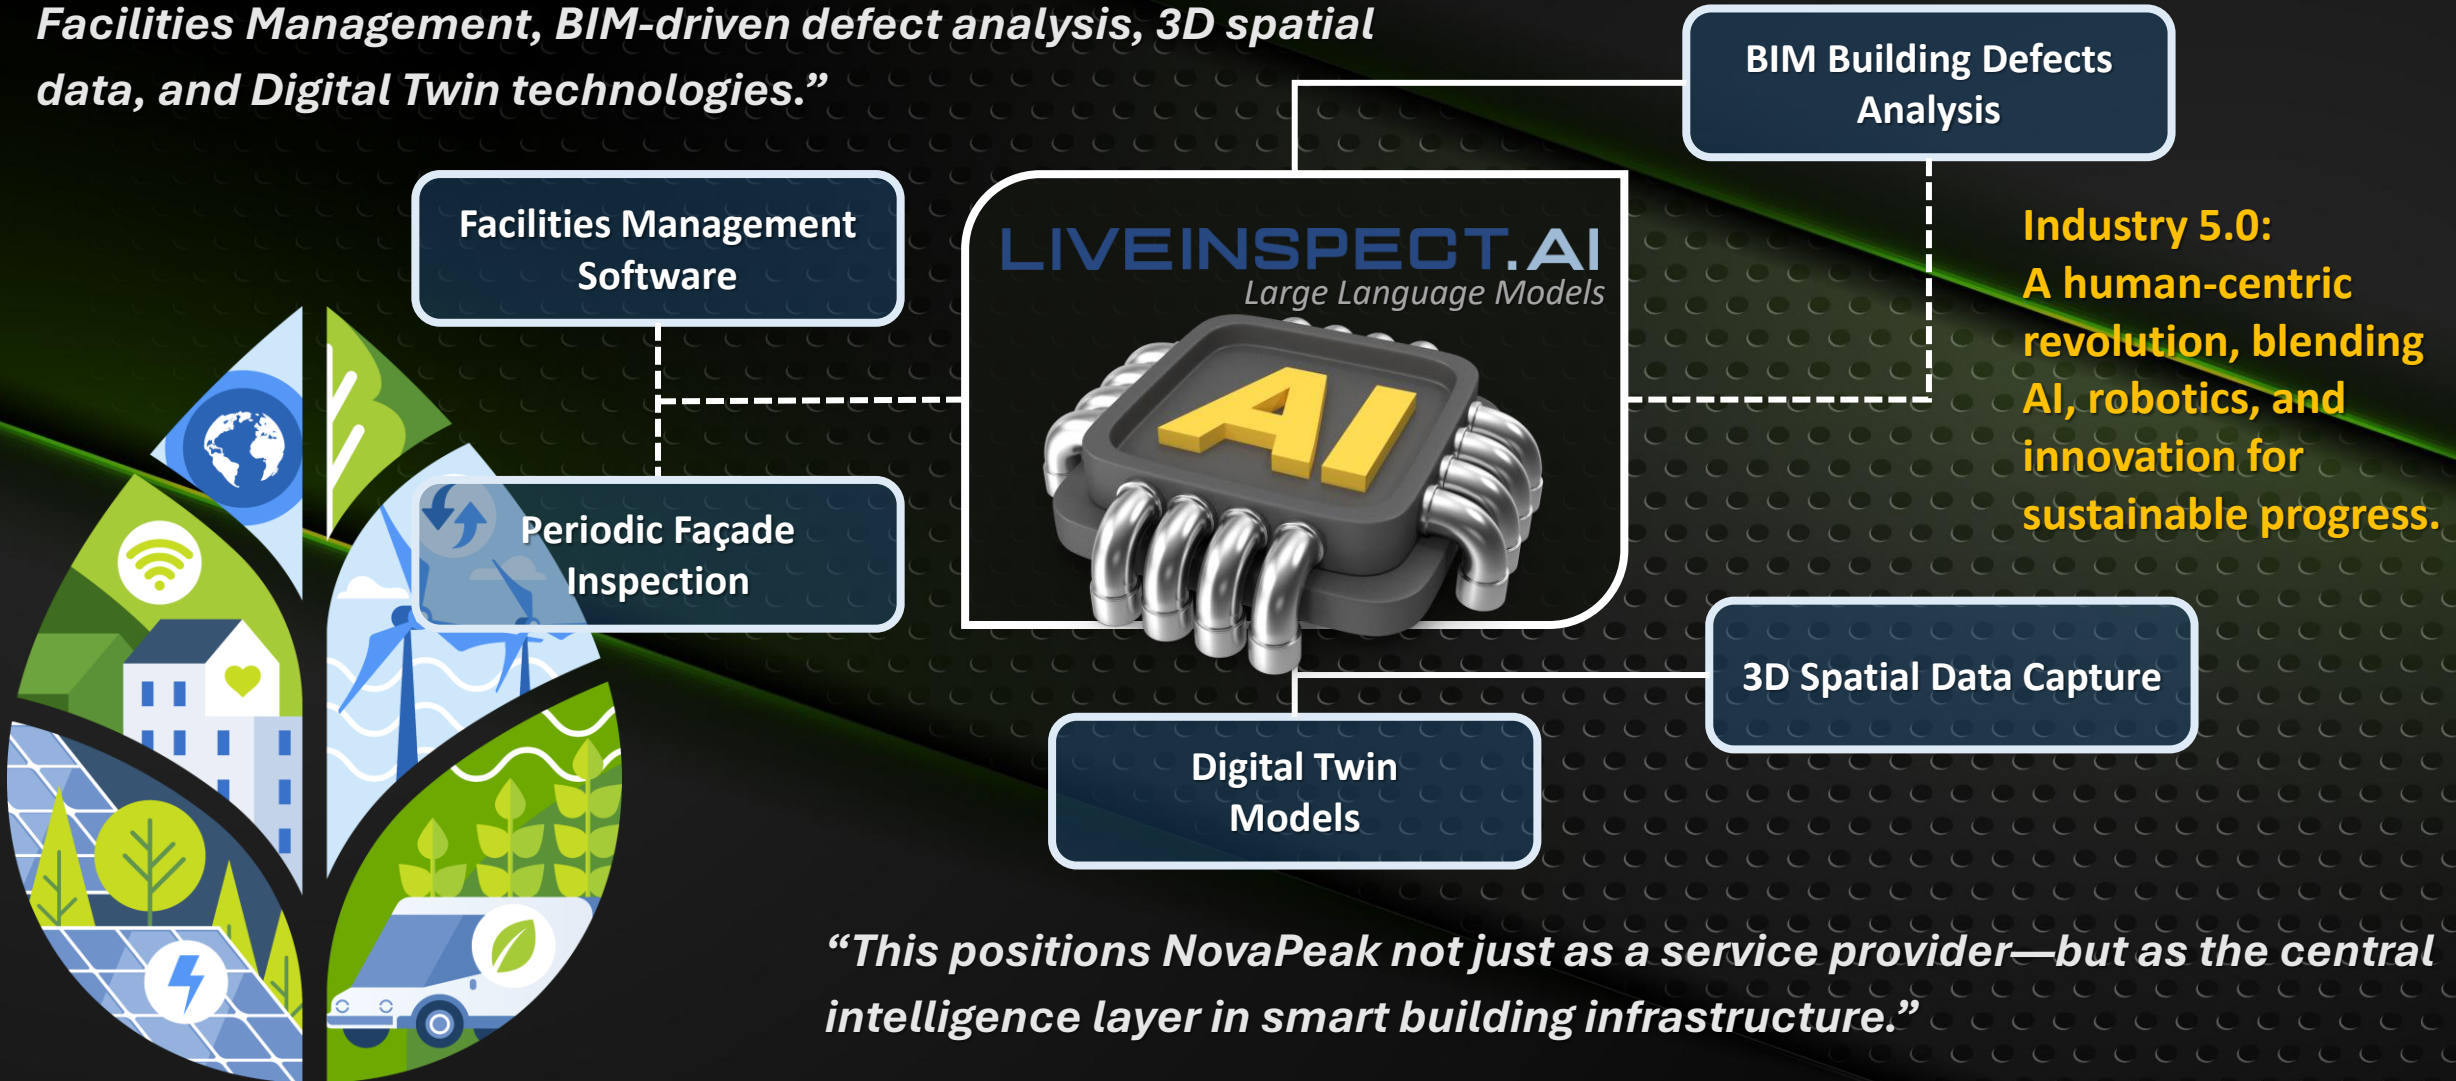 Facilities Management, BIM-driven defect analysis, 3D spatial
data, and Digital Twin technologies.”
BIM Building Defects
Analysis
Facilities Management
Software
LIVEINSPECT.AI
Large Language Models
AI
Industry 5.0:
A human-centric
revolution, blending
AI, robotics, and
innovation for
sustainable progress.
Periodic Façade
Inspection
3D Spatial Data Capture
Digital Twin
Models
“This positions NovaPeak not just as a service provider—but as the central
intelligence layer in smart building infrastructure.”